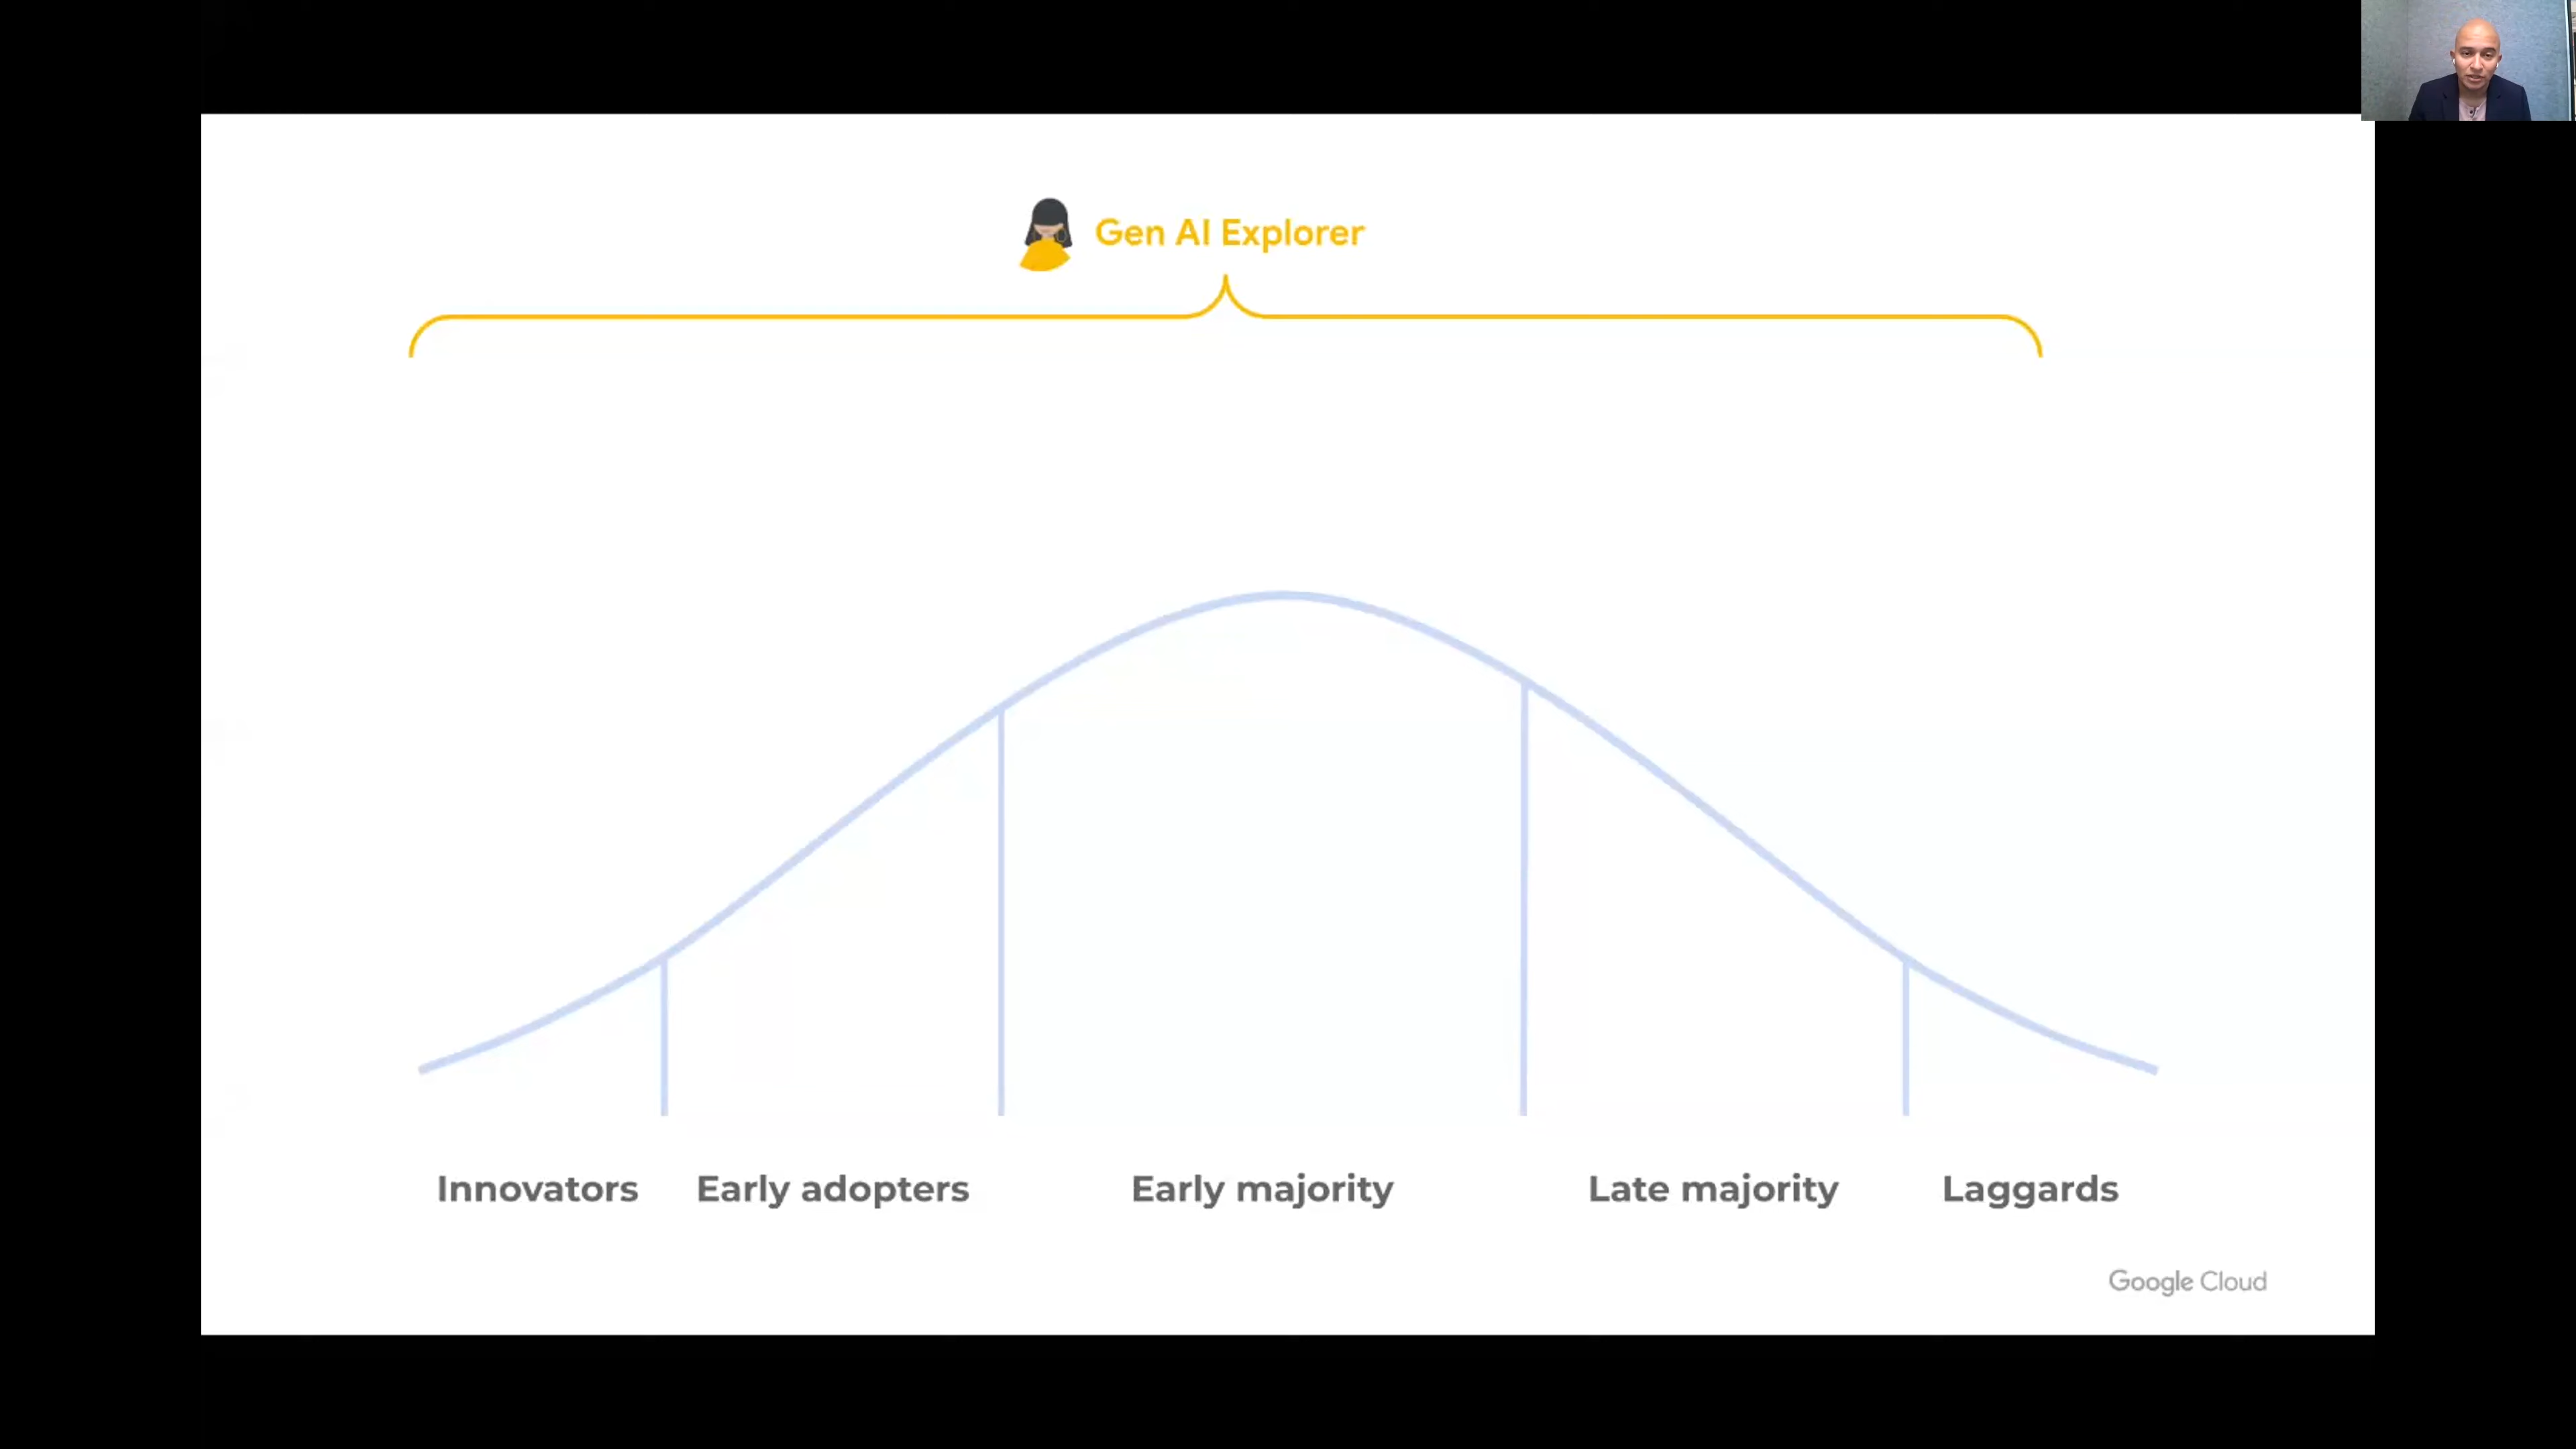 Gen AI Explorer
Innovators
Early adopters
Early majority
Late majority
Laggards
Google Cloud